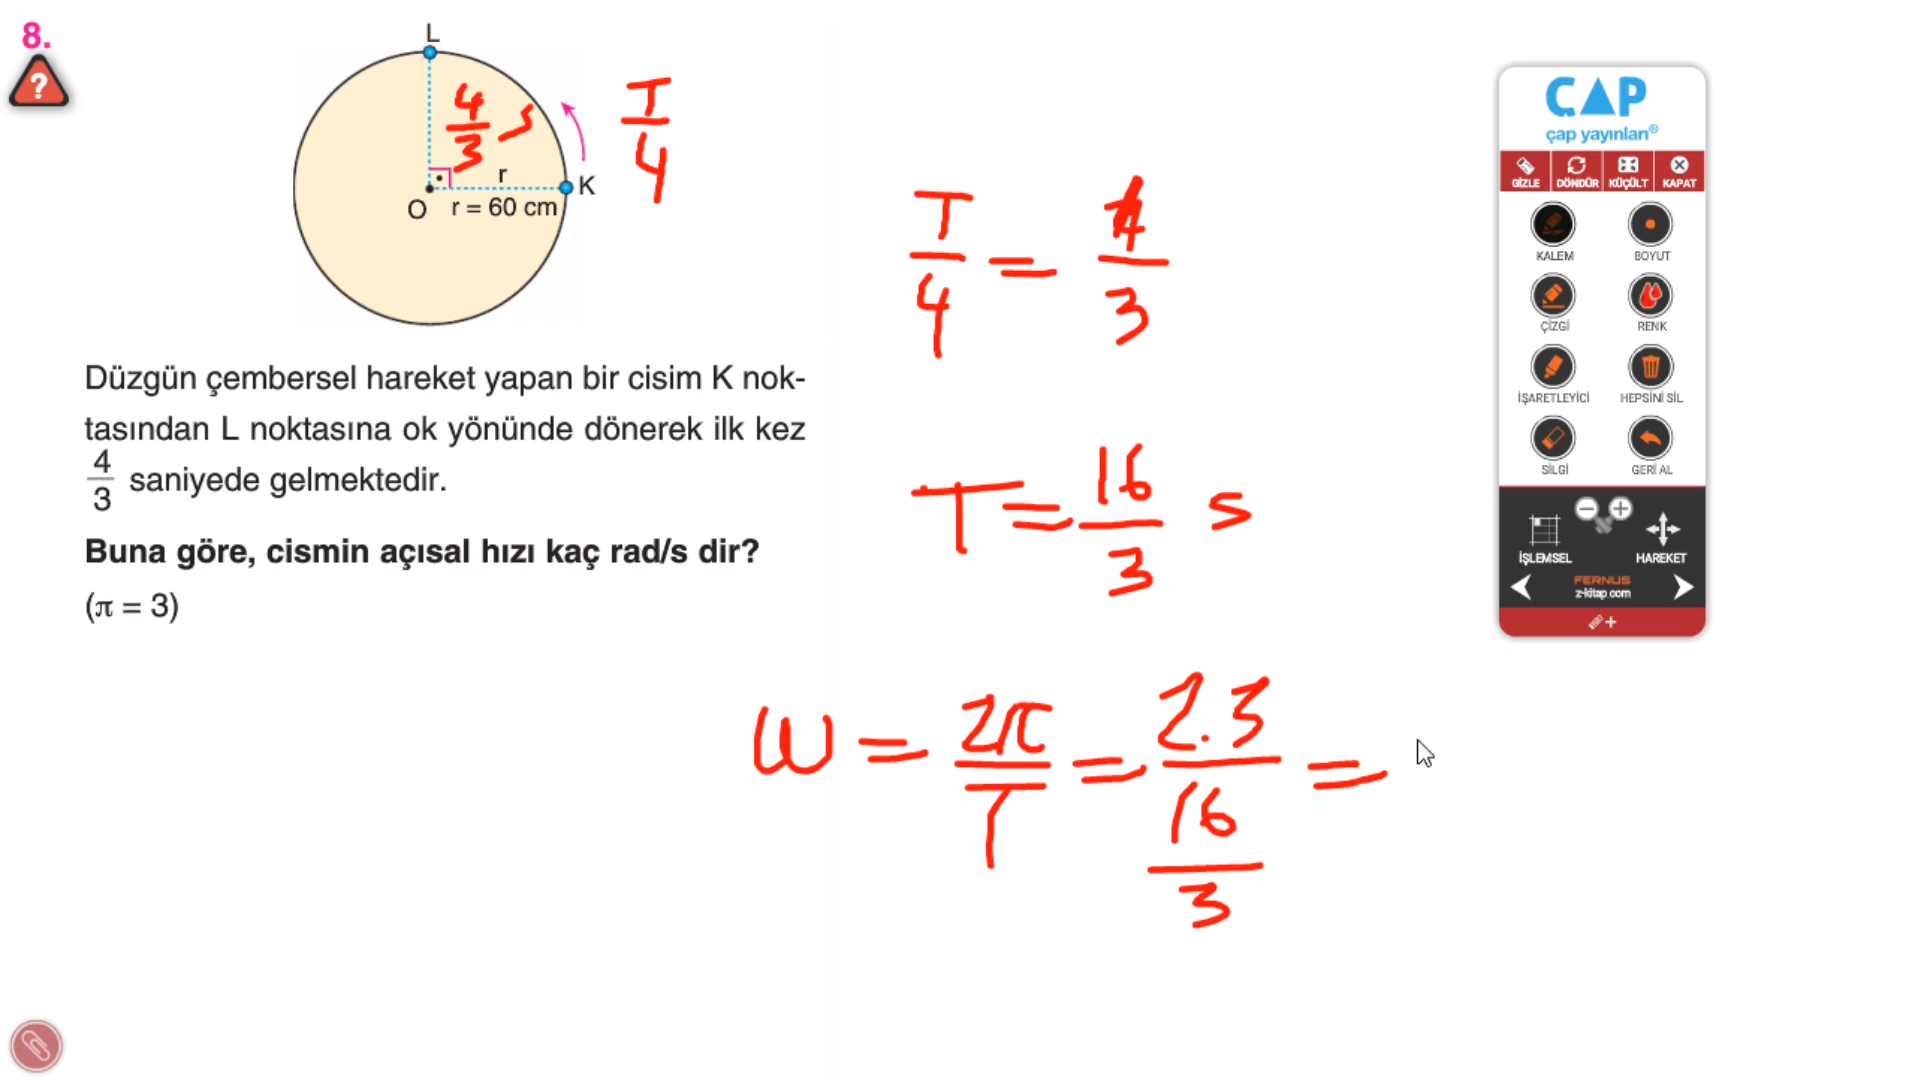 8.
?
L
4/3 s
T/4
r
K
O
r = 60 cm
Düzgün çembersel hareket yapan bir cisim K nok-
tasından L noktasına ok yönünde dönerek ilk kez
4/3 saniyede gelmektedir.
Buna göre, cismin açısal hızı kaç rad/s dir?
(π = 3)
T/4 = 4/3
T = 16/3 s
W = 2π/T = 2.3/(16/3) =
ÇAP
çap yayınları®
GİZLE DÖNDÜR KÜÇÜLT KAPAT
KALEM BOYUT
ÇİZGİ RENK
İŞARETLEYİCİ HEPSİNİ SİL
SİLGİ GERİ AL
İŞLEMSEL HAREKET
FERNUS
z-kitap.com